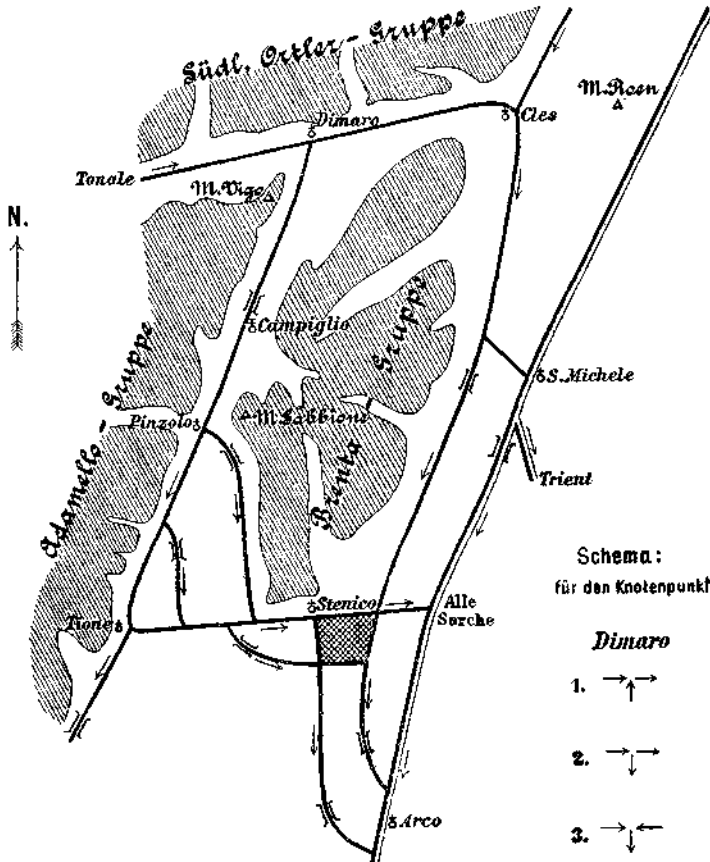 Südl. Ortler-Gruppe
M. Roen
Dimaro
Cles
Tonale
M. Vigo
N.
Campiglio
Adamello-Gruppe
Brenta Gruppe
S. Michele
Pinzolo
M. Sabbione
Trient
Schema:
für den Knotenpunkt
Stenico
Alle
Sarche
Tione
Dimaro
1.
2.
Arco
3.